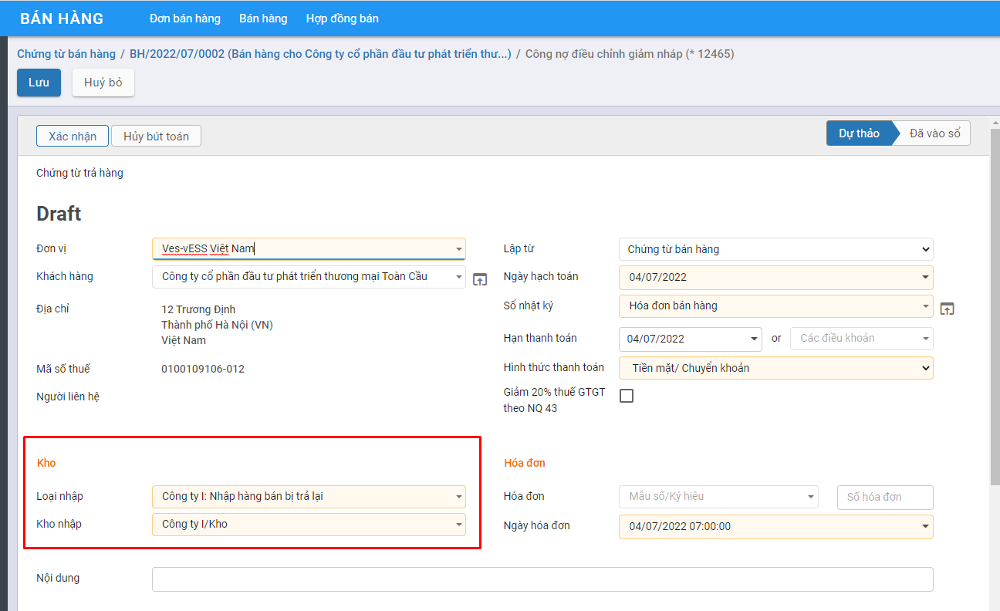 BÁN HÀNG Đơn bán hàng Bán hàng Hợp đồng bán
Chứng từ bán hàng / BH/2022/07/0002 (Bán hàng cho Công ty cổ phần đầu tư phát triển thư...) / Công nợ điều chỉnh giảm nháp (* 12465)
Lưu Huỷ bỏ
Xác nhận Hủy bút toán Dự thảo Đã vào sổ
Chứng từ trả hàng
Draft
Đơn vị Ves-vESS Việt Nam Lập từ Chứng từ bán hàng
Khách hàng Công ty cổ phần đầu tư phát triển thương mại Toàn Cầu Ngày hạch toán 04/07/2022
Địa chỉ 12 Trương Định Sổ nhật ký Hóa đơn bán hàng
Thành phố Hà Nội (VN)
Việt Nam Hạn thanh toán 04/07/2022 or Các điều khoản
Mã số thuế 0100109106-012 Hình thức thanh toán Tiền mặt/ Chuyển khoản
Người liên hệ Giảm 20% thuế GTGT
theo NQ 43
Kho Hóa đơn
Loại nhập Công ty I: Nhập hàng bán bị trả lại Hóa đơn Mẫu số/Ký hiệu Số hóa đơn
Kho nhập Công ty I/Kho Ngày hóa đơn 04/07/2022 07:00:00
Nội dung